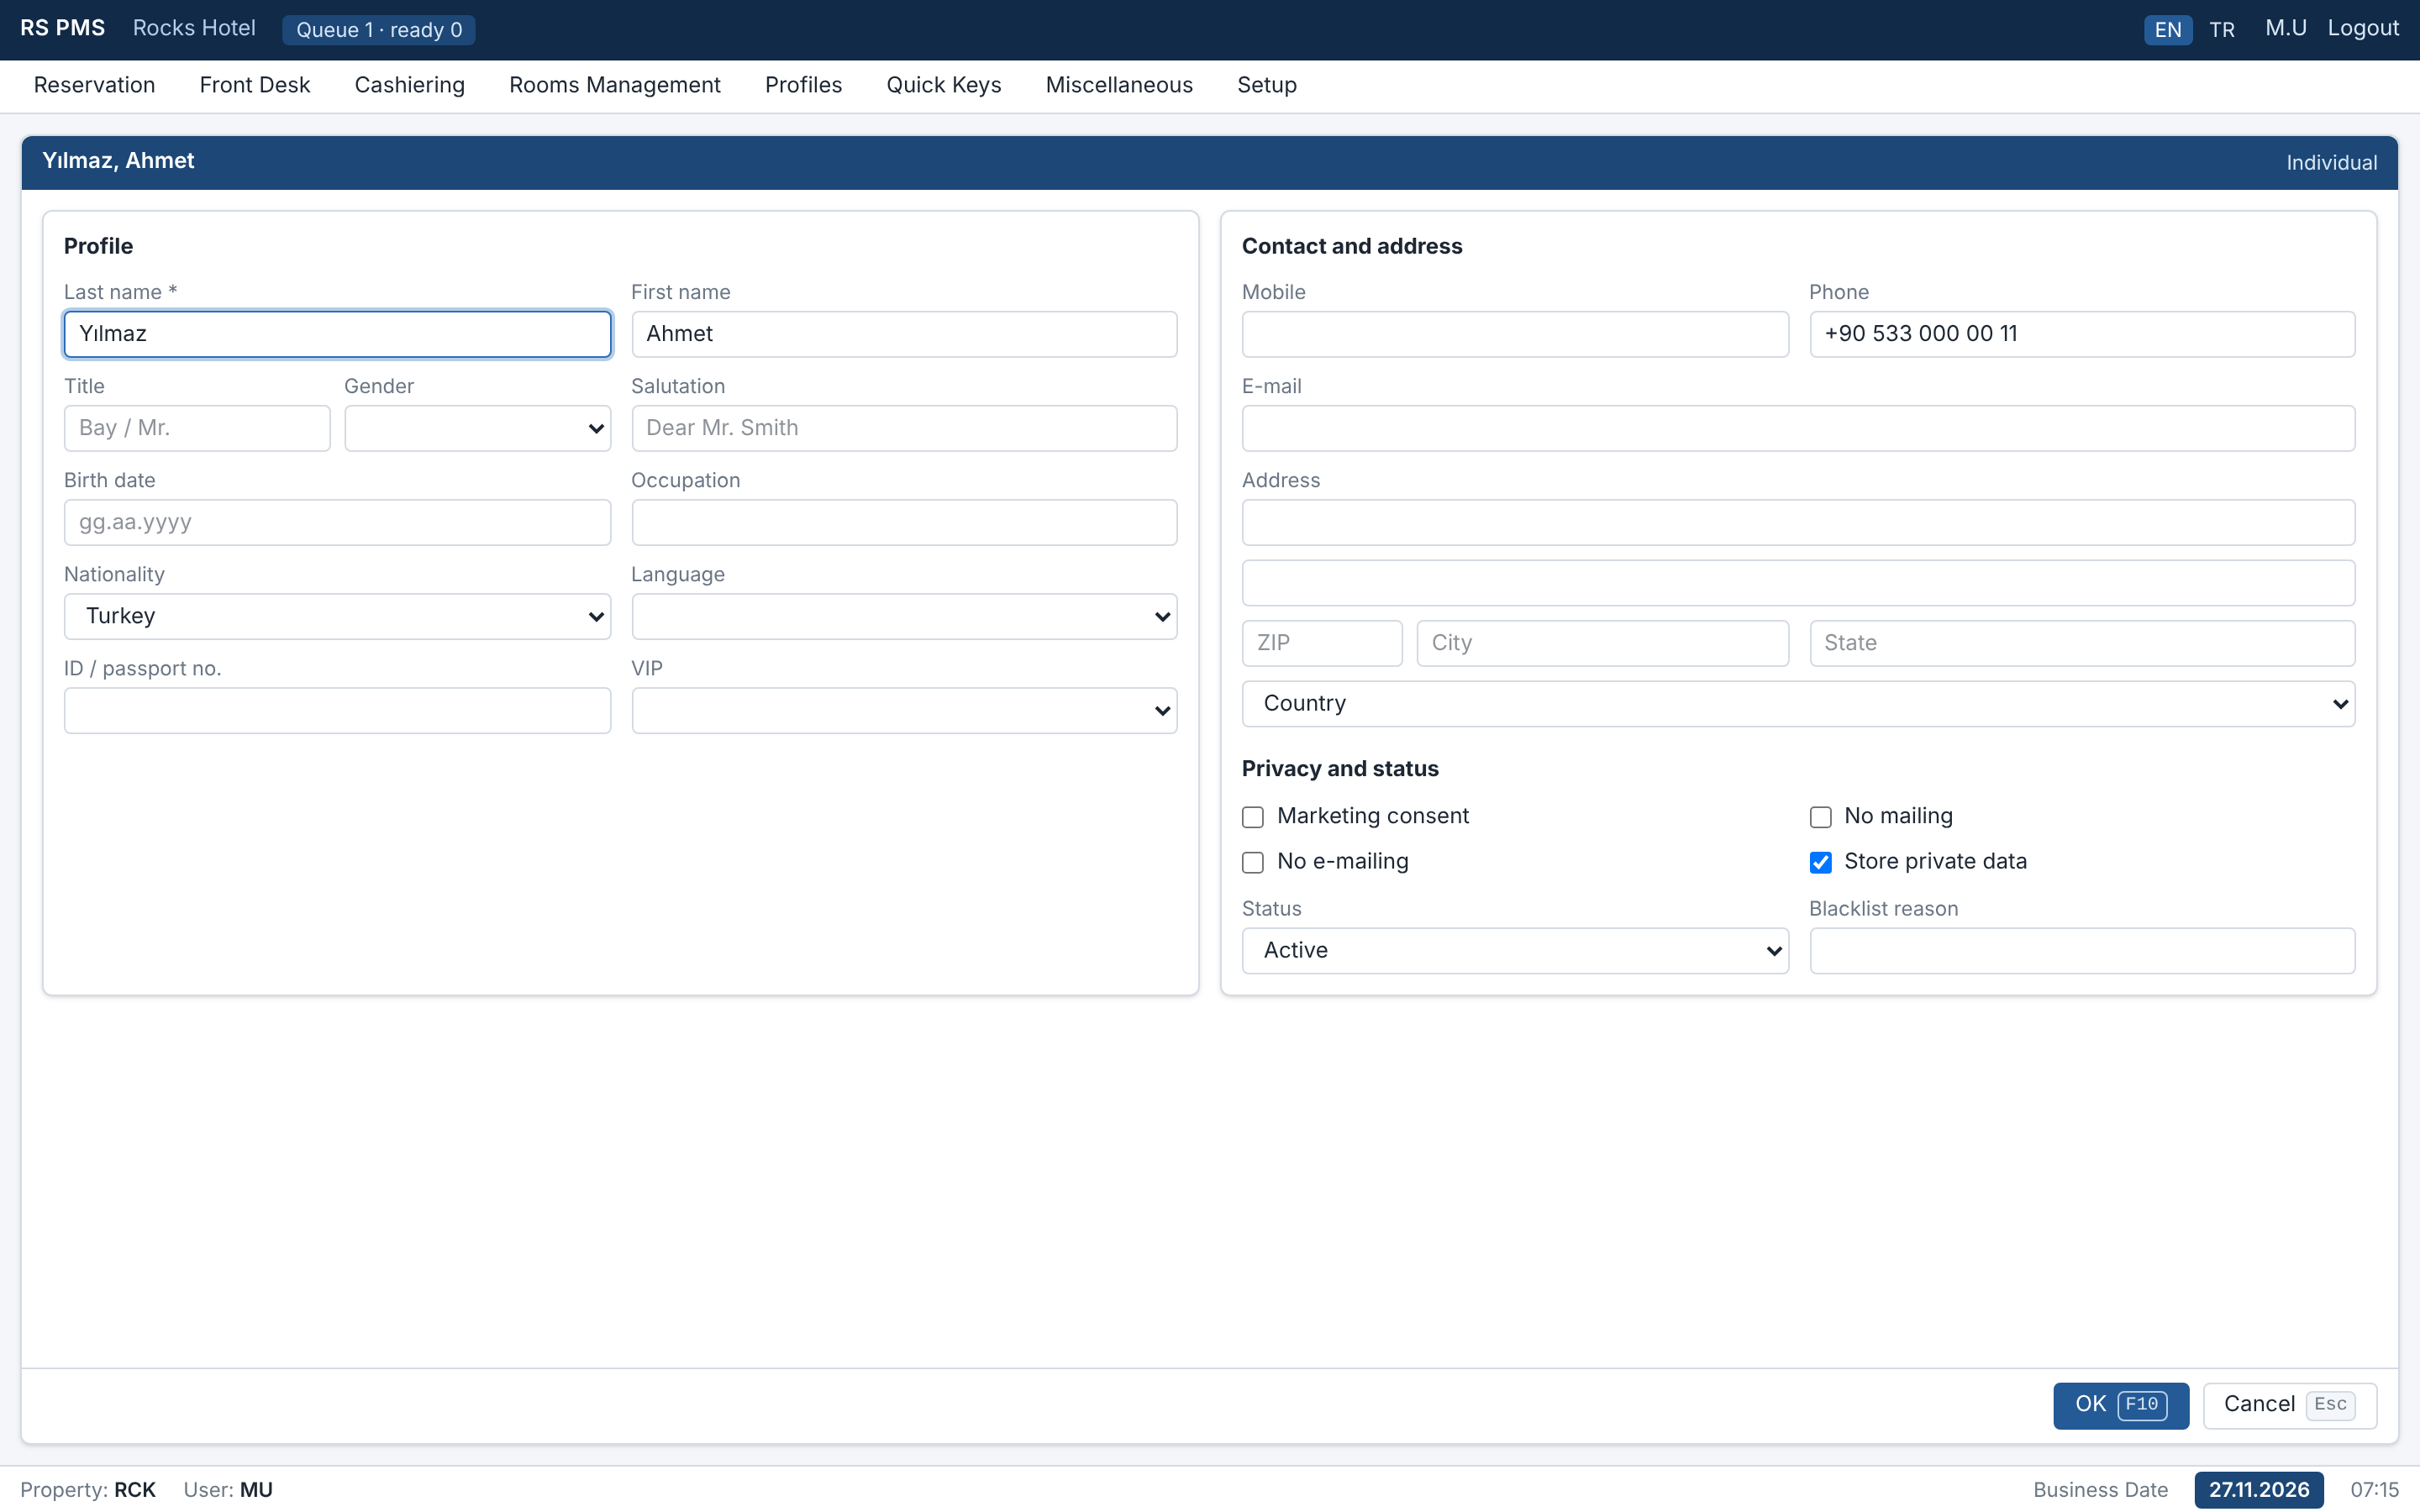 RS PMS Rocks Hotel Queue 1 · ready 0 EN TR M.U Logout
Reservation Front Desk Cashiering Rooms Management Profiles Quick Keys Miscellaneous Setup
Yılmaz, Ahmet Individual
Profile
Last name * First name
Yılmaz Ahmet
Title Gender Salutation
Bay / Mr. Dear Mr. Smith
Birth date Occupation
gg.aa.yyyy
Nationality Language
Turkey
ID / passport no. VIP
Contact and address
Mobile Phone
+90 533 000 00 11
E-mail
Address
ZIP City State
Country
Privacy and status
Marketing consent No mailing
No e-mailing Store private data
Status Blacklist reason
Active
OK F10 Cancel Esc
Property: RCK User: MU Business Date 27.11.2026 07:15